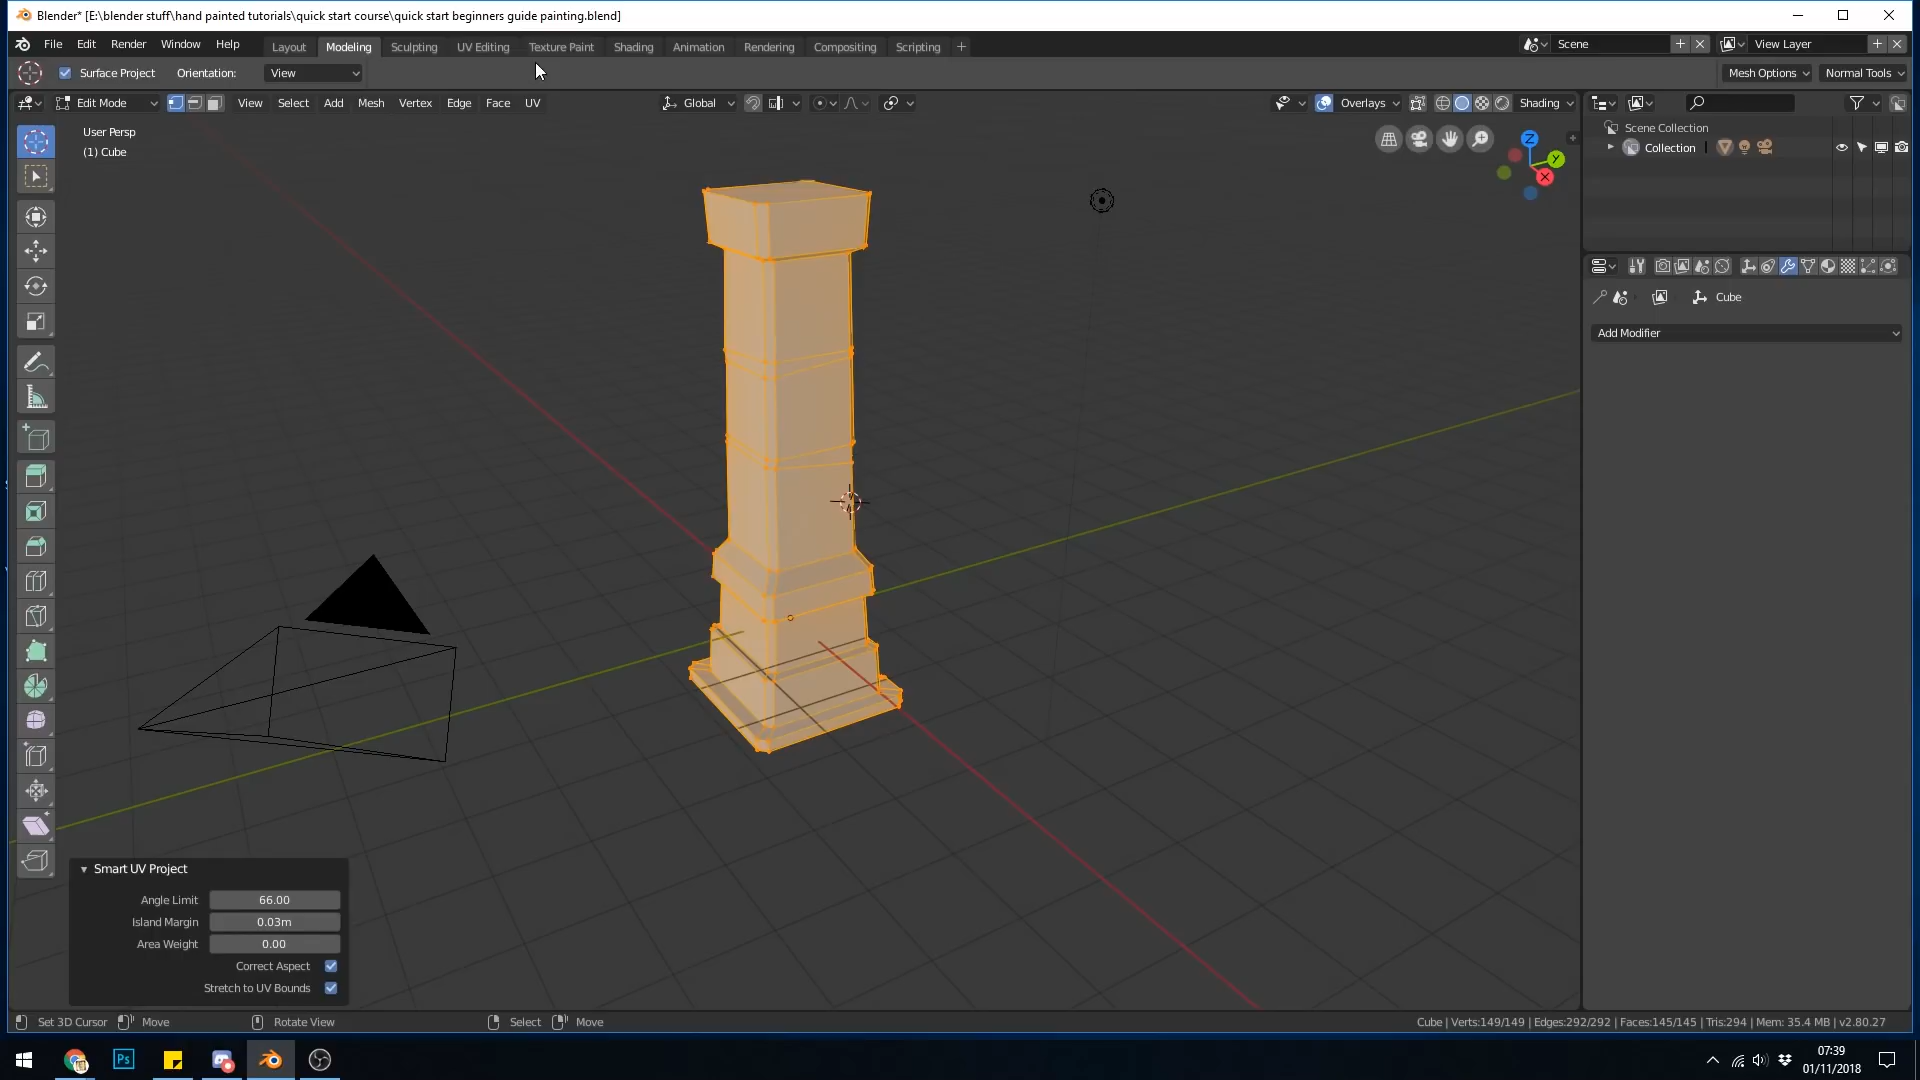 Blender* [E:\blender stuff\hand painted tutorials\quick start course\quick start beginners guide painting.blend]
File Edit Render Window Help Layout Modeling Sculpting UV Editing Texture Paint Shading Animation Rendering Compositing Scripting + Scene View Layer
Surface Project Orientation: View Mesh Options Normal Tools
Edit Mode View Select Add Mesh Vertex Edge Face UV Global Overlays Shading
User Persp
(1) Cube
Z
Y
X
Scene Collection
Collection
Cube
Add Modifier
Smart UV Project
Angle Limit 66.00
Island Margin 0.03m
Area Weight 0.00
Correct Aspect
Stretch to UV Bounds
Set 3D Cursor Move Rotate View Select Move Cube | Verts:149/149 | Edges:292/292 | Faces:145/145 | Tris:294 | Mem: 35.4 MB | v2.80.27
Ps
07:39
01/11/2018